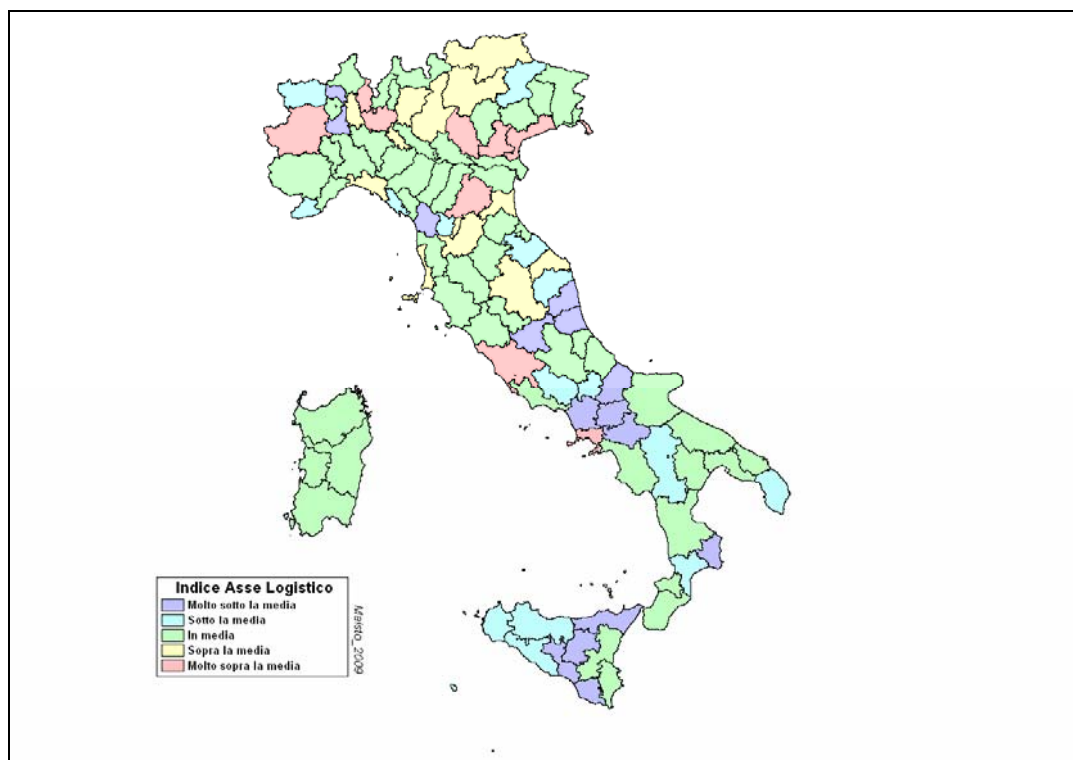 Indice Asse Logistico
Molto sotto la media
Sotto la media
In media
Sopra la media
Molto sopra la media
Maisto_2009